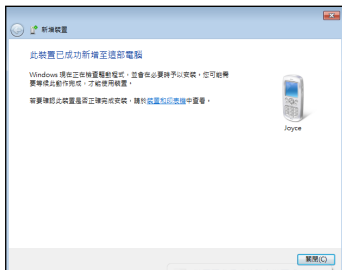 新增裝置
此裝置已成功新增至這部電腦
Windows 現在正在檢查驅動程式，並會在必要時予以安裝。您可能需
要等候此動作完成，才能使用裝置。
若要確認此裝置是否正確完成安裝，請於裝置和印表機中查看。
Joyce
關閉(C)